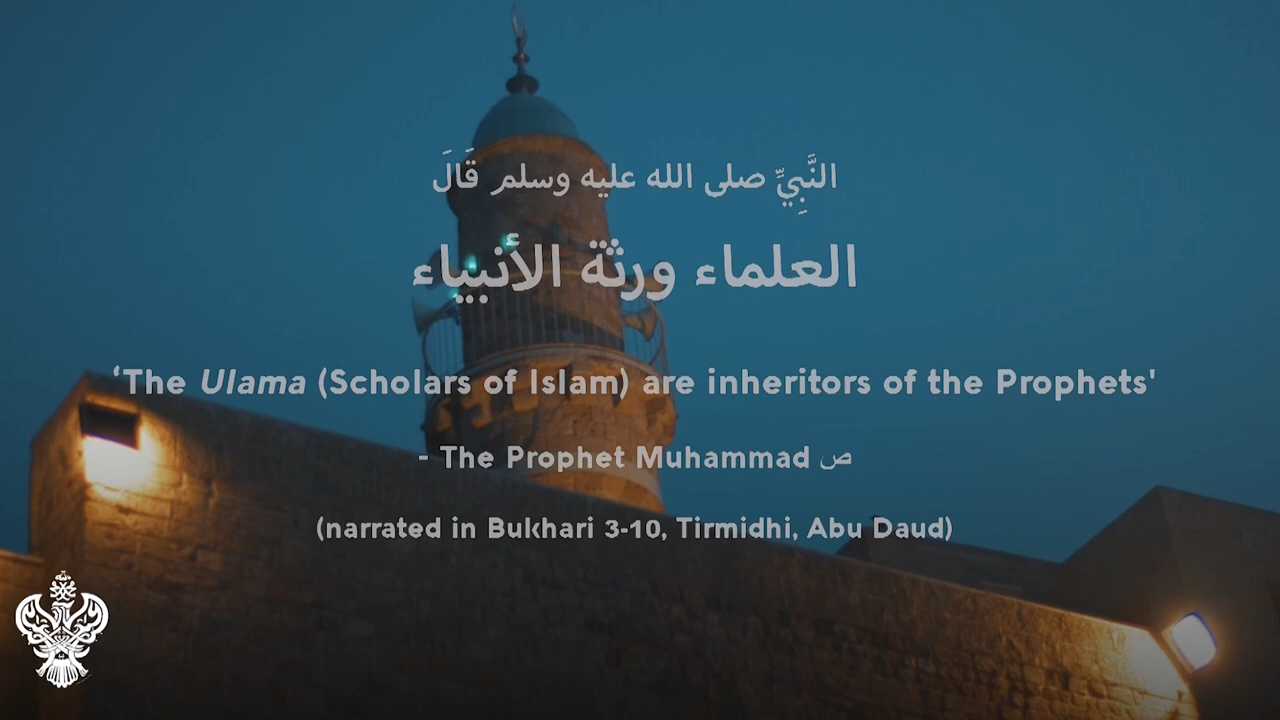 النَّبِيِّ صلى الله عليه وسلم قَالَ
العلماء ورثة الأنبياء
‘The Ulama (Scholars of Islam) are inheritors of the Prophets'
- The Prophet Muhammad ص
(narrated in Bukhari 3-10, Tirmidhi, Abu Daud)